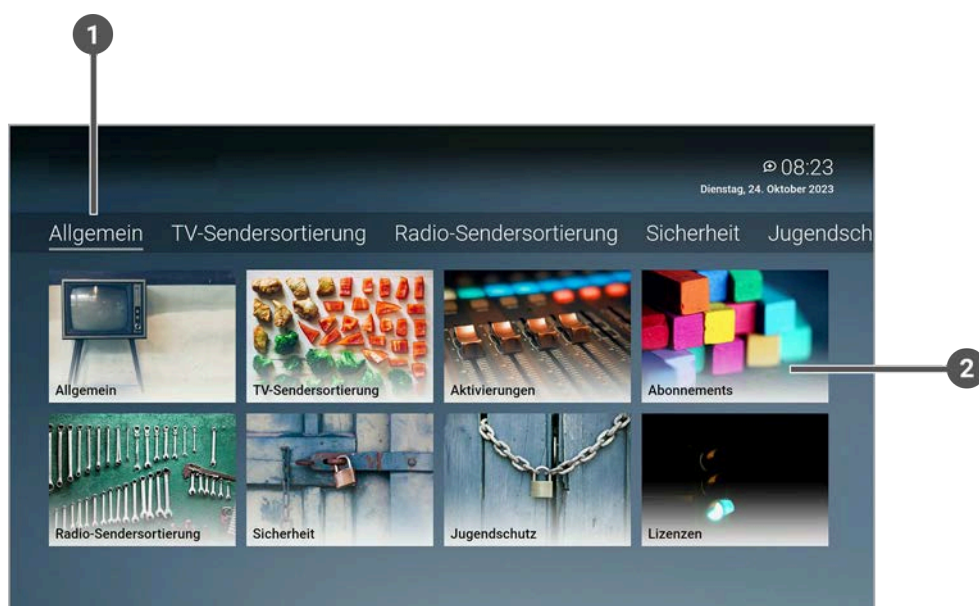 1
08:23
Dienstag, 24. Oktober 2023
Allgemein TV-Sendersortierung Radio-Sendersortierung Sicherheit Jugendsch
Allgemein TV-Sendersortierung Aktivierungen Abonnements
2
Radio-Sendersortierung Sicherheit Jugendschutz Lizenzen